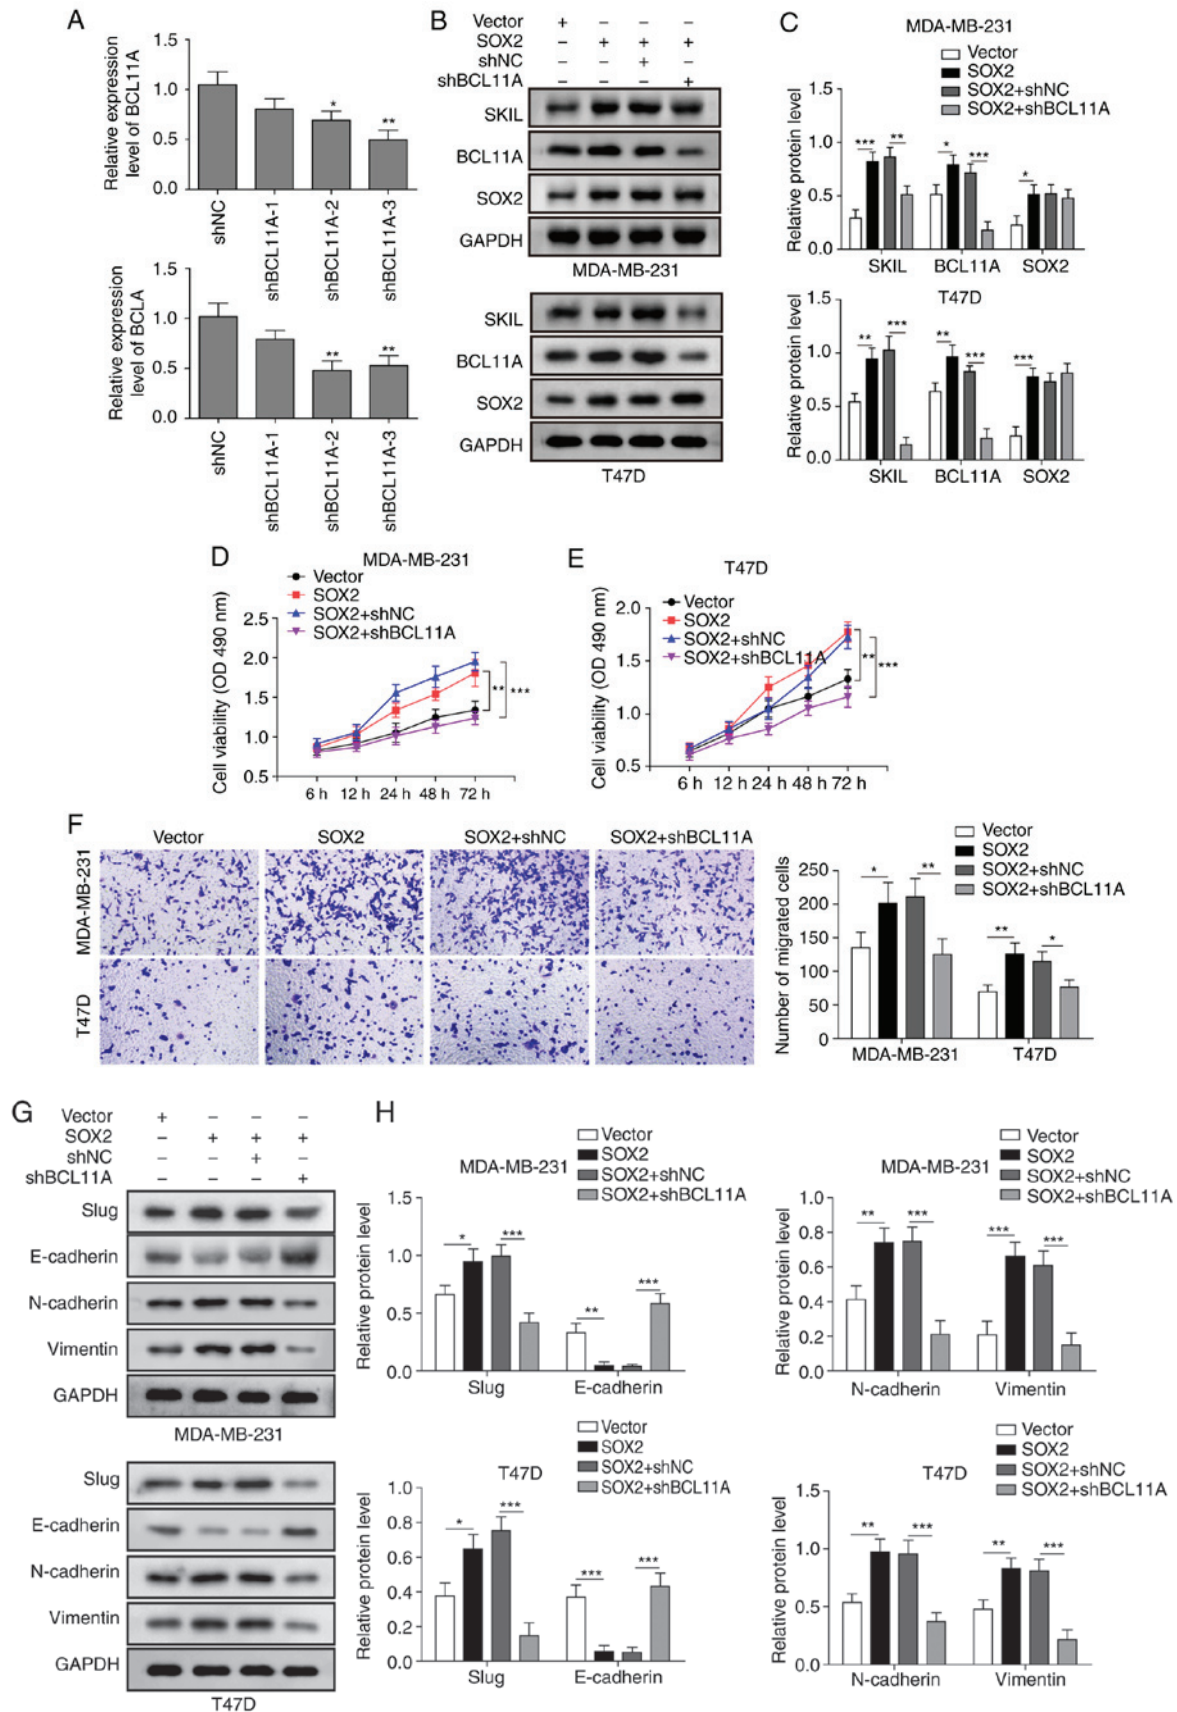 A
Relative expression
level of BCL11A
1.5
1.0
0.5
0.0
*
**
shNC
shBCL11A-1
shBCL11A-2
shBCL11A-3
Relative expression
level of BCLA
1.5
1.0
0.5
0.0
**
**
shNC
shBCL11A-1
shBCL11A-2
shBCL11A-3
B
Vector + − − −
SOX2 − + + +
shNC − − + −
shBCL11A − − − +
SKIL
BCL11A
SOX2
GAPDH
MDA-MB-231
SKIL
BCL11A
SOX2
GAPDH
T47D
C
MDA-MB-231
Vector
SOX2
SOX2+shNC
SOX2+shBCL11A
Relative protein level
1.5
1.0
0.5
0.0
*** ** * *** *
SKIL BCL11A SOX2
T47D
Relative protein level
1.5
1.0
0.5
0.0
** *** ** *** ***
SKIL BCL11A SOX2
D
MDA-MB-231
Vector
SOX2
SOX2+shNC
SOX2+shBCL11A
Cell viability (OD 490 nm)
2.5
2.0
1.5
1.0
0.5
** ***
6 h 12 h 24 h 48 h 72 h
E
T47D
Vector
SOX2
SOX2+shNC
SOX2+shBCL11A
Cell viability (OD 490 nm)
2.0
1.5
1.0
0.5
** ***
6 h 12 h 24 h 48 h 72 h
F
Vector SOX2 SOX2+shNC SOX2+shBCL11A
MDA-MB-231
T47D
Vector
SOX2
SOX2+shNC
SOX2+shBCL11A
Number of migrated cells
250
200
150
100
50
0
* ** ** *
MDA-MB-231 T47D
G
Vector + − − −
SOX2 − + + +
shNC − − + −
shBCL11A − − − +
Slug
E-cadherin
N-cadherin
Vimentin
GAPDH
MDA-MB-231
Slug
E-cadherin
N-cadherin
Vimentin
GAPDH
T47D
H
MDA-MB-231
Vector
SOX2
SOX2+shNC
SOX2+shBCL11A
Relative protein level
1.5
1.0
0.5
0.0
* *** ** ***
Slug E-cadherin
MDA-MB-231
Vector
SOX2
SOX2+shNC
SOX2+shBCL11A
Relative protein level
1.0
0.8
0.6
0.4
0.2
0.0
** *** *** ***
N-cadherin Vimentin
T47D
Vector
SOX2
SOX2+shNC
SOX2+shBCL11A
Relative protein level
1.0
0.8
0.6
0.4
0.2
0.0
* *** *** ***
Slug E-cadherin
T47D
Vector
SOX2
SOX2+shNC
SOX2+shBCL11A
Relative protein level
1.5
1.0
0.5
0.0
** *** ** ***
N-cadherin Vimentin